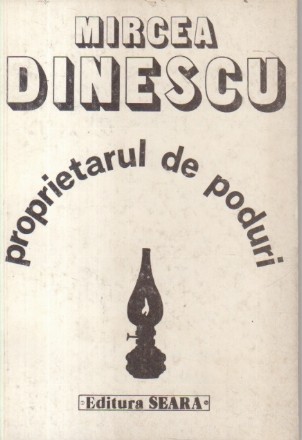 MIRCEA
DINESCU
proprietarul de poduri
Editura SEARA